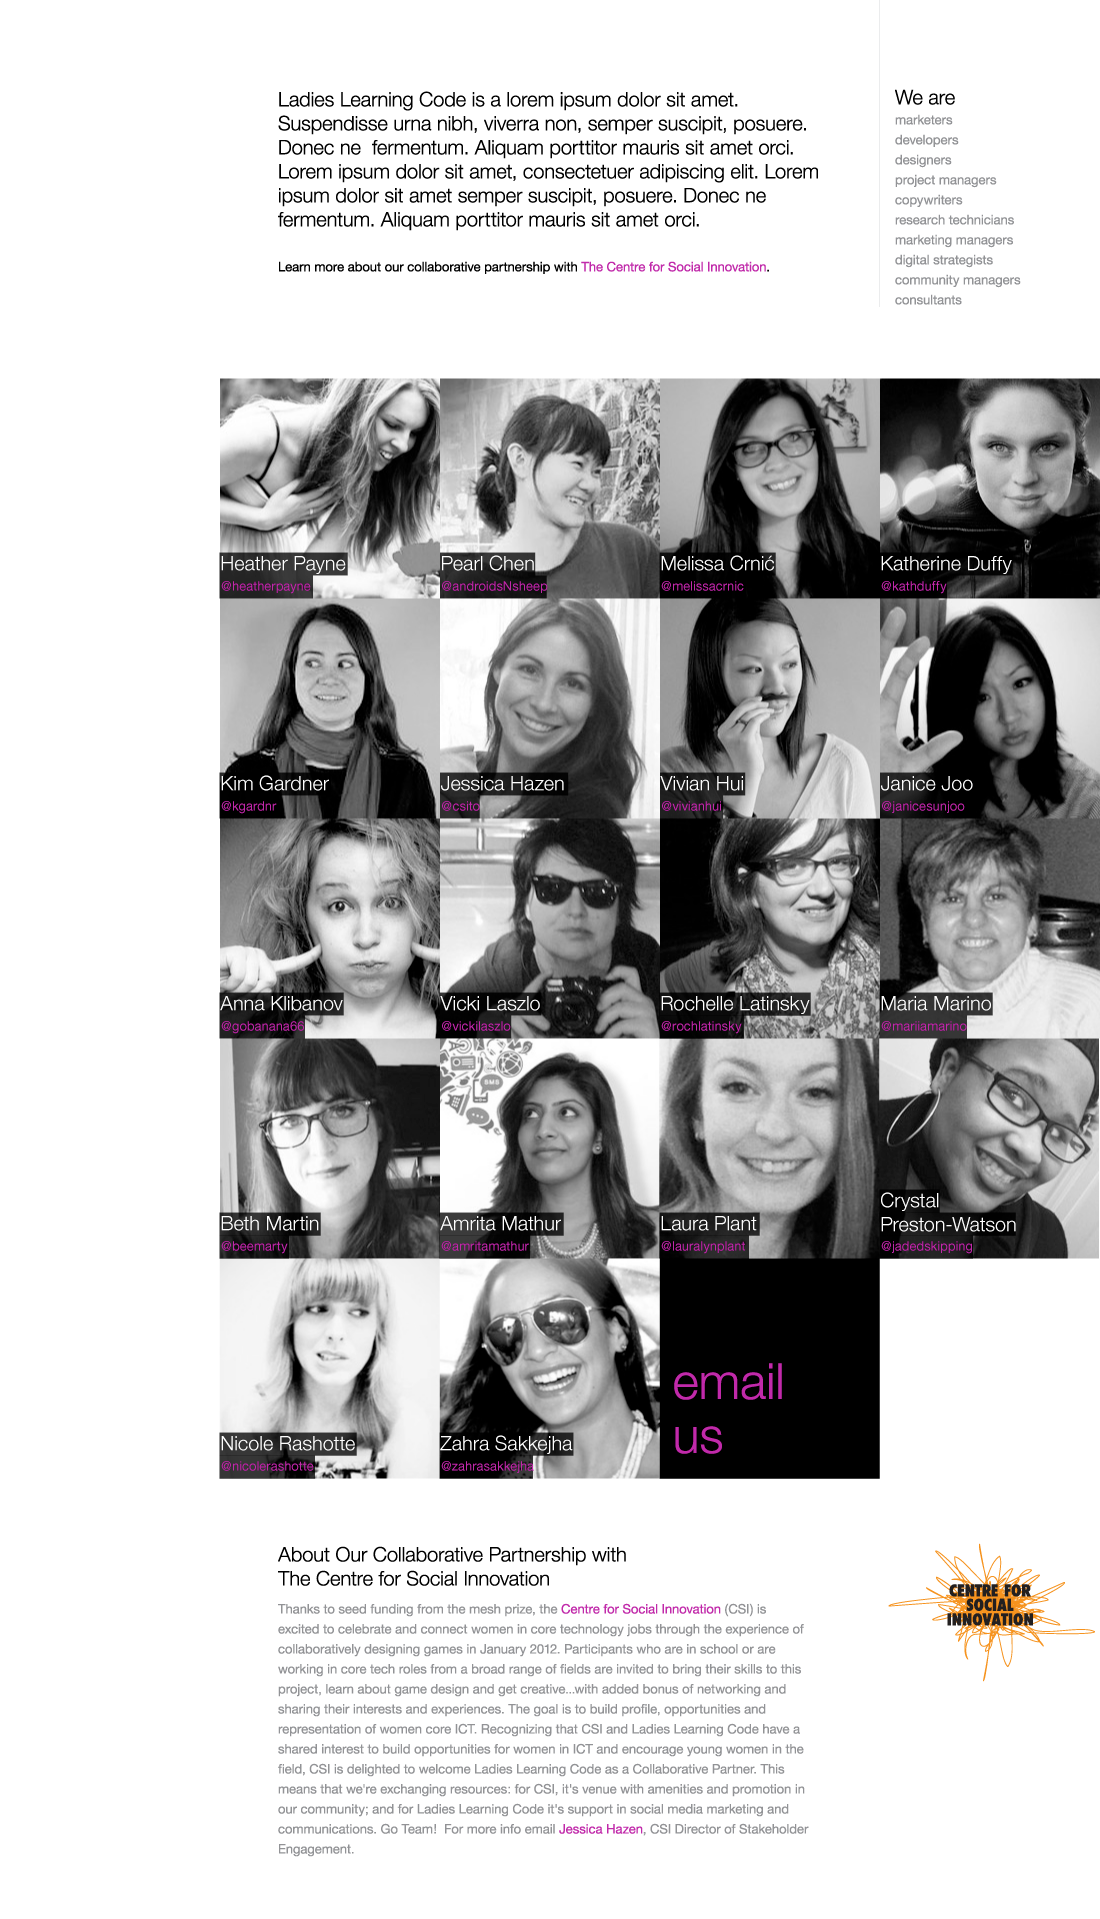 Ladies Learning Code is a lorem ipsum dolor sit amet.
Suspendisse urna nibh, viverra non, semper suscipit, posuere.
Donec ne  fermentum. Aliquam porttitor mauris sit amet orci.
Lorem ipsum dolor sit amet, consectetuer adipiscing elit. Lorem
ipsum dolor sit amet semper suscipit, posuere. Donec ne
fermentum. Aliquam porttitor mauris sit amet orci.
Learn more about our collaborative partnership with The Centre for Social Innovation.
We are
marketers
developers
designers
project managers
copywriters
research technicians
marketing managers
digital strategists
community managers
consultants
Heather Payne
@heatherpayne
Pearl Chen
@androidsNsheep
Melissa Crnić
@melissacrnic
Katherine Duffy
@kathduffy
Kim Gardner
@kgardnr
Jessica Hazen
@csito
Vivian Hui
@vivianhui
Janice Joo
@janicesunjoo
Anna Klibanov
@gobanana66
Vicki Laszlo
@vickilaszlo
Rochelle Latinsky
@rochlatinsky
Maria Marino
@mariiamarino
Beth Martin
@beemarty
Amrita Mathur
@amritamathur
Laura Plant
@lauralynplant
Crystal
Preston-Watson
@jadedskipping
Nicole Rashotte
@nicolerashotte
Zahra Sakkejha
@zahrasakkejha
email
us
About Our Collaborative Partnership with
The Centre for Social Innovation
Thanks to seed funding from the mesh prize, the Centre for Social Innovation (CSI) is
excited to celebrate and connect women in core technology jobs through the experience of
collaboratively designing games in January 2012. Participants who are in school or are
working in core tech roles from a broad range of fields are invited to bring their skills to this
project, learn about game design and get creative...with added bonus of networking and
sharing their interests and experiences. The goal is to build profile, opportunities and
representation of women core ICT. Recognizing that CSI and Ladies Learning Code have a
shared interest to build opportunities for women in ICT and encourage young women in the
field, CSI is delighted to welcome Ladies Learning Code as a Collaborative Partner. This
means that we're exchanging resources: for CSI, it's venue with amenities and promotion in
our community; and for Ladies Learning Code it's support in social media marketing and
communications. Go Team!  For more info email Jessica Hazen, CSI Director of Stakeholder
Engagement.
CENTRE FOR
SOCIAL
INNOVATION